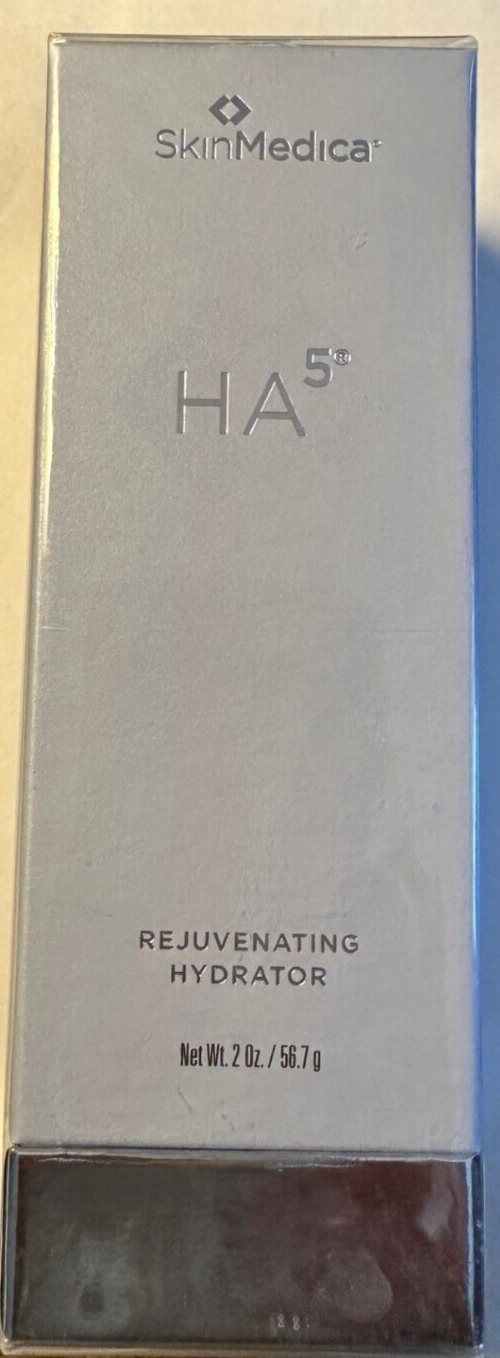 SkinMedica®
HA5®
REJUVENATING
HYDRATOR
Net Wt. 2 Oz. / 56.7 g